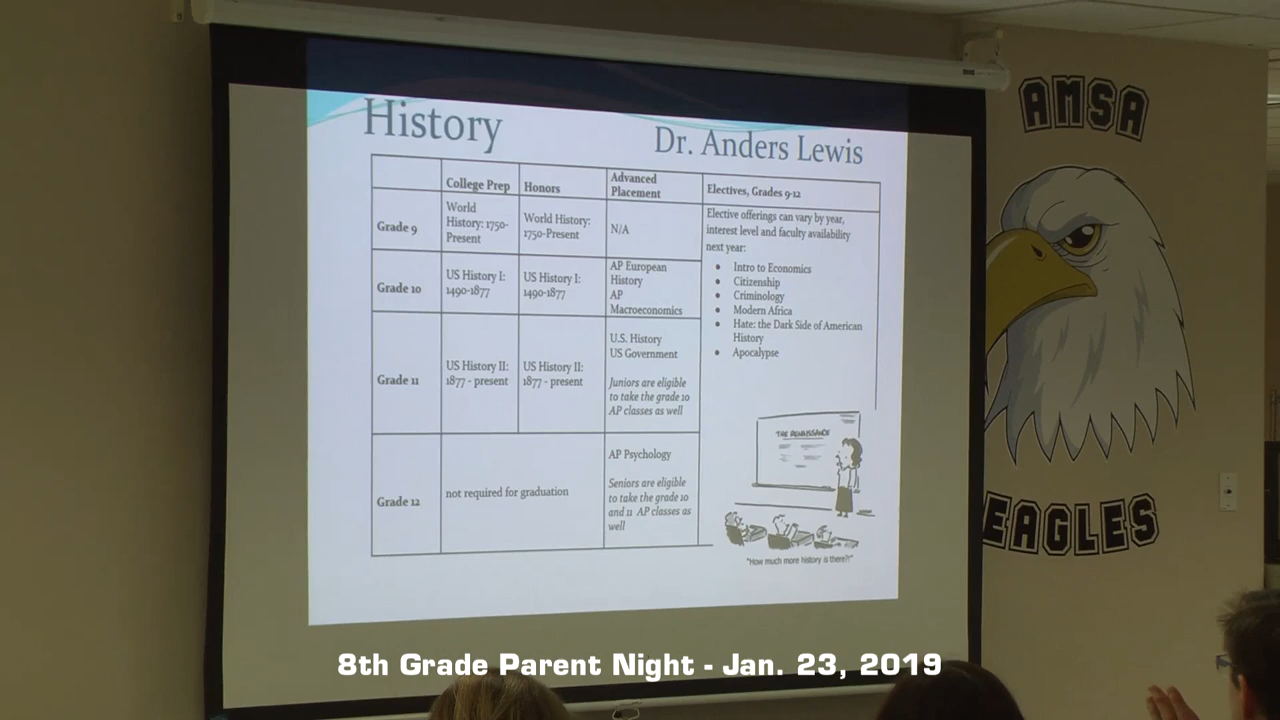 AMSA
History
Dr. Anders Lewis
College Prep
Honors
Advanced
Placement
Electives, Grades 9-12
Grade 9
World
History: 1750-
Present
World History:
1750-Present
N/A
Elective offerings can vary by year,
interest level and faculty availability
next year:
• Intro to Economics
• Citizenship
• Criminology
• Modern Africa
• Hate: the Dark Side of American
History
• Apocalypse
Grade 10
US History I:
1490-1877
US History I:
1490-1877
AP European
History
AP
Macroeconomics
Grade 11
US History II:
1877 - present
US History II:
1877 - present
U.S. History
US Government
Juniors are eligible
to take the grade 10
AP classes as well
Grade 12
not required for graduation
AP Psychology
Seniors are eligible
to take the grade 10
and 11 AP classes as
well
THE RENAISSANCE
"How much more history is there?!"
EAGLES
8th Grade Parent Night - Jan. 23, 2019